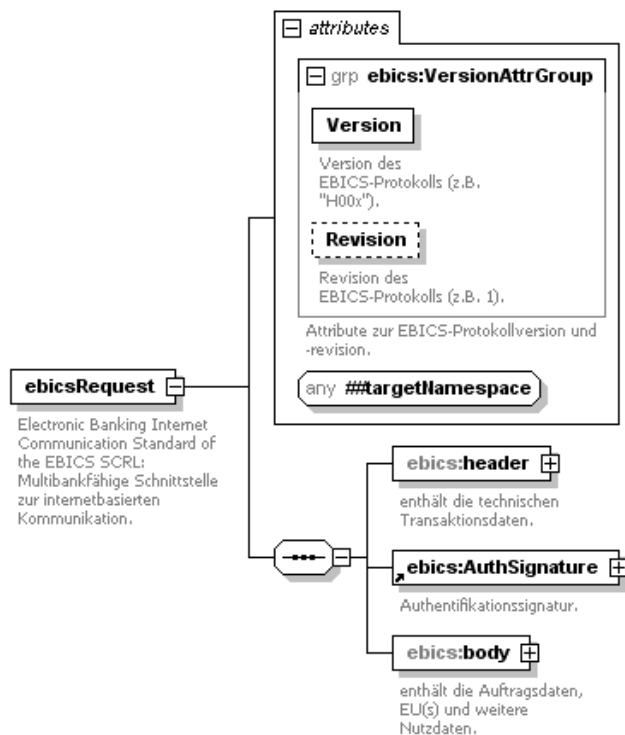 attributes
grp ebics:VersionAttrGroup
Version
Version des
EBICS-Protokolls (z.B.
"H00x").
Revision
Revision des
EBICS-Protokolls (z.B. 1).
Attribute zur EBICS-Protokollversion und
-revision.
any ##targetNamespace
ebicsRequest
Electronic Banking Internet
Communication Standard of
the EBICS SCRL:
Multibankfähige Schnittstelle
zur internetbasierten
Kommunikation.
ebics:header
enthält die technischen
Transaktionsdaten.
ebics:AuthSignature
Authentifikationssignatur.
ebics:body
enthält die Auftragsdaten,
EU(s) und weitere
Nutzdaten.